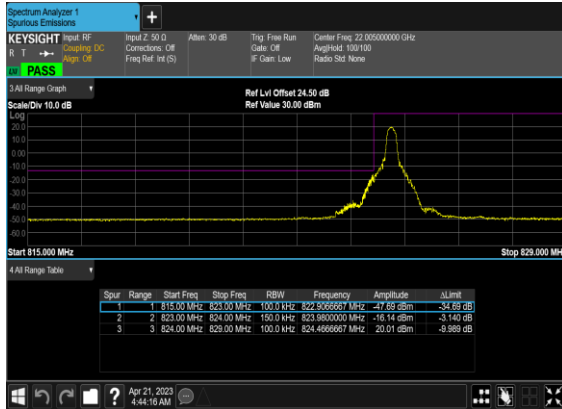 Spectrum Analyzer 1
Spurious Emissions
+
KEYSIGHT Input: RF Input Z: 50 Ω Atten: 30 dB Trig: Free Run Center Freq: 22.005000000 GHz
R T Coupling: DC Corrections: Off Gate: Off Avg|Hold: 100/100
Align: Off Freq Ref: Int (S) IF Gain: Low Radio Std: None
PASS
3 All Range Graph
Ref Lvl Offset 24.50 dB
Scale/Div 10.0 dB Ref Value 30.00 dBm
Log
20.0
10.0
0.00
-10.0
-20.0
-30.0
-40.0
-50.0
-60.0
Start 815.000 MHz Stop 829.000 MH
4 All Range Table
Spur Range Start Freq Stop Freq RBW Frequency Amplitude ΔLimit
1 1 815.00 MHz 823.00 MHz 100.0 kHz 822.9066667 MHz -47.69 dBm -34.69 dB
2 2 823.00 MHz 824.00 MHz 150.0 kHz 823.9800000 MHz -16.14 dBm -3.140 dB
3 3 824.00 MHz 829.00 MHz 100.0 kHz 824.4666667 MHz 20.01 dBm -9.989 dB
? Apr 21, 2023
4:44:16 AM